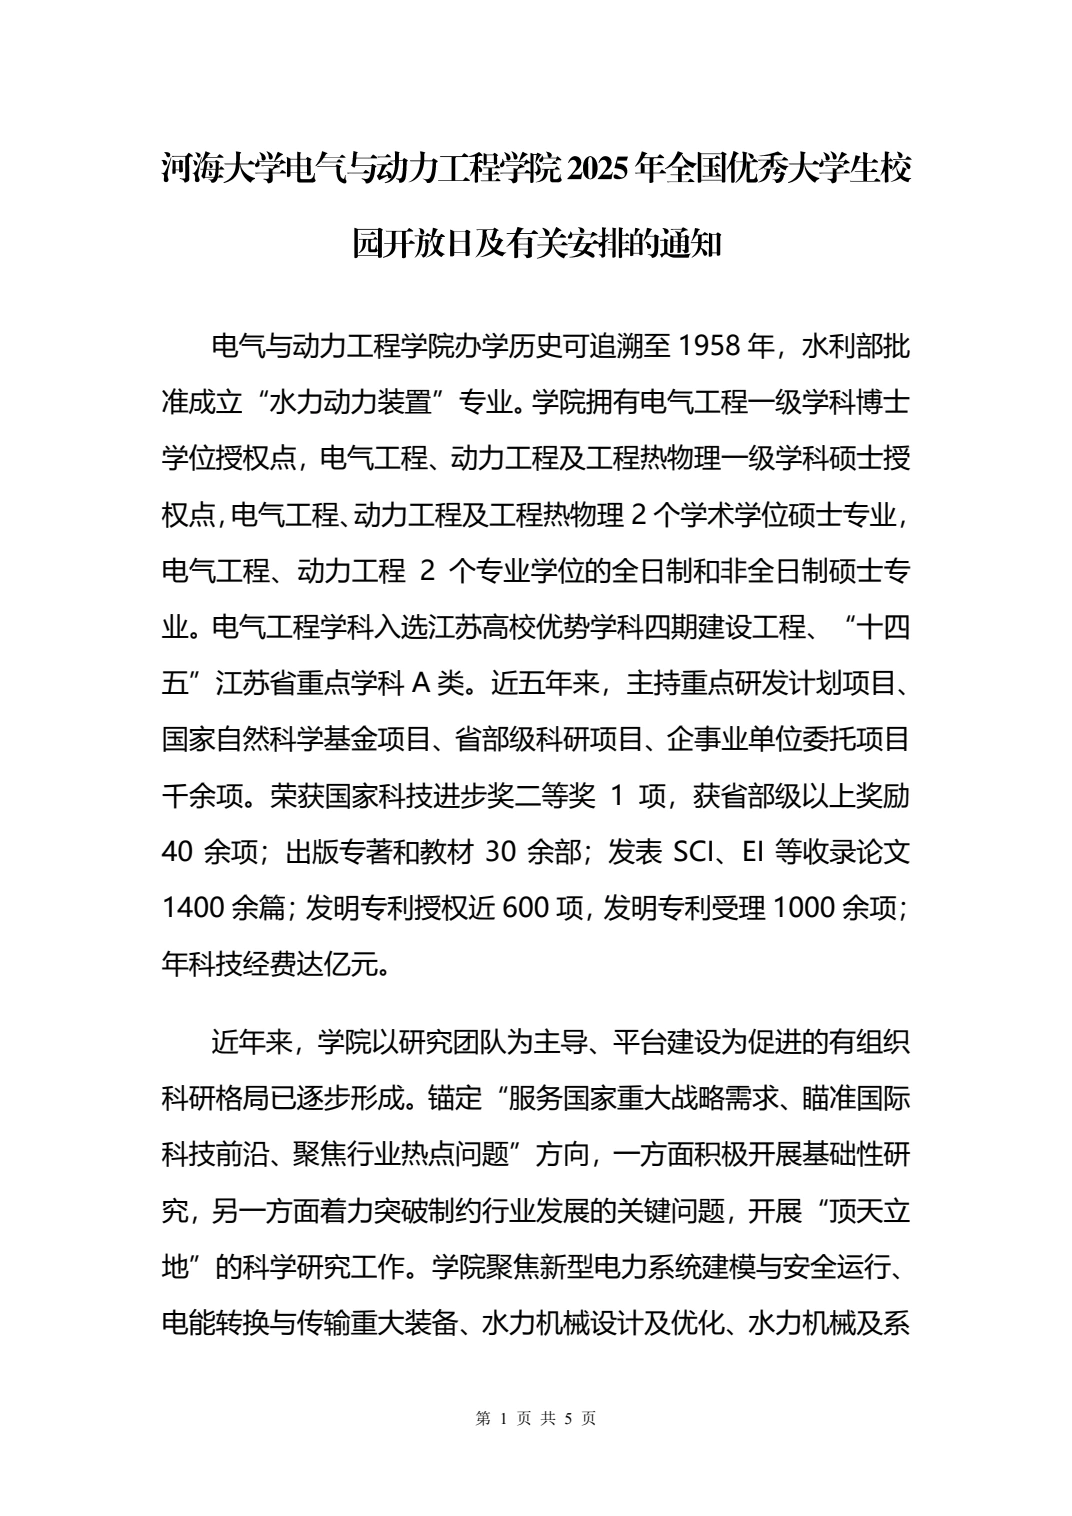 河海大学电气与动力工程学院 2025 年全国优秀大学生校
园开放日及有关安排的通知
电气与动力工程学院办学历史可追溯至 1958 年，水利部批
准成立“水力动力装置”专业。学院拥有电气工程一级学科博士
学位授权点，电气工程、动力工程及工程热物理一级学科硕士授
权点，电气工程、动力工程及工程热物理 2 个学术学位硕士专业，
电气工程、动力工程 2 个专业学位的全日制和非全日制硕士专
业。电气工程学科入选江苏高校优势学科四期建设工程、“十四
五”江苏省重点学科 A 类。近五年来，主持重点研发计划项目、
国家自然科学基金项目、省部级科研项目、企事业单位委托项目
千余项。荣获国家科技进步奖二等奖 1 项，获省部级以上奖励
40 余项；出版专著和教材 30 余部；发表 SCI、EI 等收录论文
1400 余篇；发明专利授权近 600 项，发明专利受理 1000 余项；
年科技经费达亿元。
近年来，学院以研究团队为主导、平台建设为促进的有组织
科研格局已逐步形成。锚定“服务国家重大战略需求、瞄准国际
科技前沿、聚焦行业热点问题”方向，一方面积极开展基础性研
究，另一方面着力突破制约行业发展的关键问题，开展“顶天立
地”的科学研究工作。学院聚焦新型电力系统建模与安全运行、
电能转换与传输重大装备、水力机械设计及优化、水力机械及系
第 1 页 共 5 页